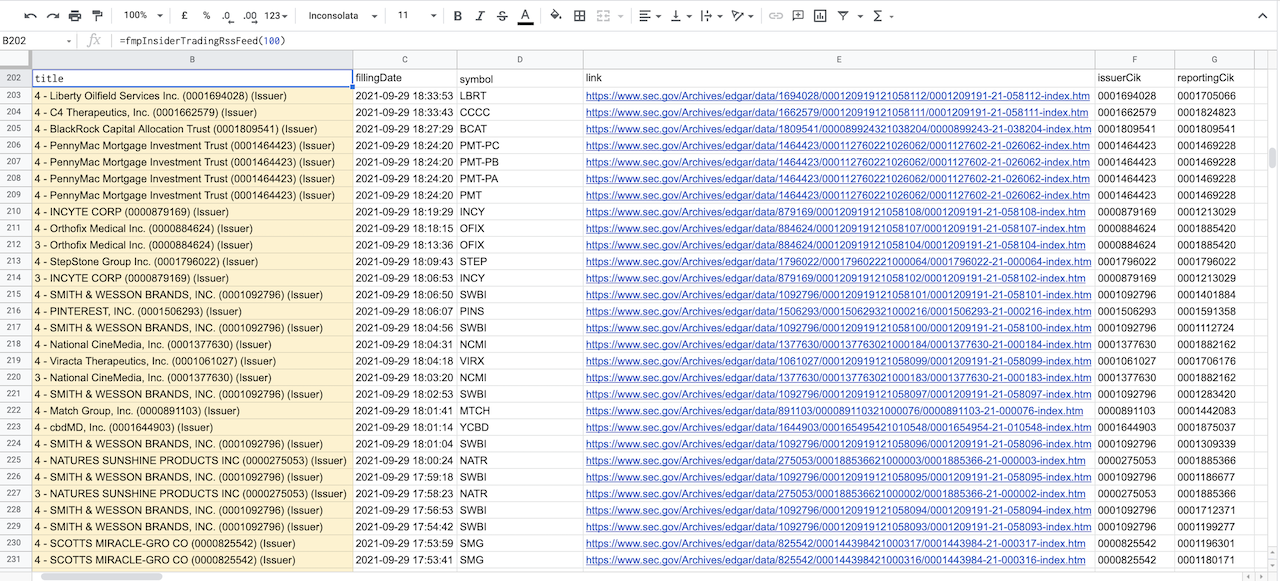 100% £ % .0 .00 123 Inconsolata 11 B I S A
B202 fx =fmpInsiderTradingRssFeed(100)
B C D E F G
202 title fillingDate symbol link issuerCik reportingCik
203 4 - Liberty Oilfield Services Inc. (0001694028) (Issuer) 2021-09-29 18:33:53 LBRT https://www.sec.gov/Archives/edgar/data/1694028/000120919121058112/0001209191-21-058112-index.htm 0001694028 0001705066
204 4 - C4 Therapeutics, Inc. (0001662579) (Issuer) 2021-09-29 18:33:43 CCCC https://www.sec.gov/Archives/edgar/data/1662579/000120919121058111/0001209191-21-058111-index.htm 0001662579 0001824823
205 4 - BlackRock Capital Allocation Trust (0001809541) (Issuer) 2021-09-29 18:27:29 BCAT https://www.sec.gov/Archives/edgar/data/1809541/000089924321038204/0000899243-21-038204-index.htm 0001809541 0001809541
206 4 - PennyMac Mortgage Investment Trust (0001464423) (Issuer) 2021-09-29 18:24:20 PMT-PC https://www.sec.gov/Archives/edgar/data/1464423/000112760221026062/0001127602-21-026062-index.htm 0001464423 0001469228
207 4 - PennyMac Mortgage Investment Trust (0001464423) (Issuer) 2021-09-29 18:24:20 PMT-PB https://www.sec.gov/Archives/edgar/data/1464423/000112760221026062/0001127602-21-026062-index.htm 0001464423 0001469228
208 4 - PennyMac Mortgage Investment Trust (0001464423) (Issuer) 2021-09-29 18:24:20 PMT-PA https://www.sec.gov/Archives/edgar/data/1464423/000112760221026062/0001127602-21-026062-index.htm 0001464423 0001469228
209 4 - PennyMac Mortgage Investment Trust (0001464423) (Issuer) 2021-09-29 18:24:20 PMT https://www.sec.gov/Archives/edgar/data/1464423/000112760221026062/0001127602-21-026062-index.htm 0001464423 0001469228
210 4 - INCYTE CORP (0000879169) (Issuer) 2021-09-29 18:19:29 INCY https://www.sec.gov/Archives/edgar/data/879169/000120919121058108/0001209191-21-058108-index.htm 0000879169 0001213029
211 4 - Orthofix Medical Inc. (0000884624) (Issuer) 2021-09-29 18:18:15 OFIX https://www.sec.gov/Archives/edgar/data/884624/000120919121058107/0001209191-21-058107-index.htm 0000884624 0001885420
212 3 - Orthofix Medical Inc. (0000884624) (Issuer) 2021-09-29 18:13:36 OFIX https://www.sec.gov/Archives/edgar/data/884624/000120919121058104/0001209191-21-058104-index.htm 0000884624 0001885420
213 4 - StepStone Group Inc. (0001796022) (Issuer) 2021-09-29 18:09:43 STEP https://www.sec.gov/Archives/edgar/data/1796022/000179602221000064/0001796022-21-000064-index.htm 0001796022 0001796022
214 3 - INCYTE CORP (0000879169) (Issuer) 2021-09-29 18:06:53 INCY https://www.sec.gov/Archives/edgar/data/879169/000120919121058102/0001209191-21-058102-index.htm 0000879169 0001213029
215 4 - SMITH & WESSON BRANDS, INC. (0001092796) (Issuer) 2021-09-29 18:06:50 SWBI https://www.sec.gov/Archives/edgar/data/1092796/000120919121058101/0001209191-21-058101-index.htm 0001092796 0001401884
216 4 - PINTEREST, INC. (0001506293) (Issuer) 2021-09-29 18:06:07 PINS https://www.sec.gov/Archives/edgar/data/1506293/000150629321000216/0001506293-21-000216-index.htm 0001506293 0001591358
217 4 - SMITH & WESSON BRANDS, INC. (0001092796) (Issuer) 2021-09-29 18:04:56 SWBI https://www.sec.gov/Archives/edgar/data/1092796/000120919121058100/0001209191-21-058100-index.htm 0001092796 0001112724
218 4 - National CineMedia, Inc. (0001377630) (Issuer) 2021-09-29 18:04:31 NCMI https://www.sec.gov/Archives/edgar/data/1377630/000137763021000184/0001377630-21-000184-index.htm 0001377630 0001882162
219 4 - Viracta Therapeutics, Inc. (0001061027) (Issuer) 2021-09-29 18:04:18 VIRX https://www.sec.gov/Archives/edgar/data/1061027/000120919121058099/0001209191-21-058099-index.htm 0001061027 0001706176
220 3 - National CineMedia, Inc. (0001377630) (Issuer) 2021-09-29 18:03:20 NCMI https://www.sec.gov/Archives/edgar/data/1377630/000137763021000183/0001377630-21-000183-index.htm 0001377630 0001882162
221 4 - SMITH & WESSON BRANDS, INC. (0001092796) (Issuer) 2021-09-29 18:02:53 SWBI https://www.sec.gov/Archives/edgar/data/1092796/000120919121058097/0001209191-21-058097-index.htm 0001092796 0001283420
222 4 - Match Group, Inc. (0000891103) (Issuer) 2021-09-29 18:01:41 MTCH https://www.sec.gov/Archives/edgar/data/891103/000089110321000076/0000891103-21-000076-index.htm 0000891103 0001442083
223 4 - cbdMD, Inc. (0001644903) (Issuer) 2021-09-29 18:01:14 YCBD https://www.sec.gov/Archives/edgar/data/1644903/000165495421010548/0001654954-21-010548-index.htm 0001644903 0001875037
224 4 - SMITH & WESSON BRANDS, INC. (0001092796) (Issuer) 2021-09-29 18:01:04 SWBI https://www.sec.gov/Archives/edgar/data/1092796/000120919121058096/0001209191-21-058096-index.htm 0001092796 0001309339
225 4 - NATURES SUNSHINE PRODUCTS INC (0000275053) (Issuer) 2021-09-29 18:00:24 NATR https://www.sec.gov/Archives/edgar/data/275053/000188536621000003/0001885366-21-000003-index.htm 0000275053 0001885366
226 4 - SMITH & WESSON BRANDS, INC. (0001092796) (Issuer) 2021-09-29 17:59:18 SWBI https://www.sec.gov/Archives/edgar/data/1092796/000120919121058095/0001209191-21-058095-index.htm 0001092796 0001186677
227 3 - NATURES SUNSHINE PRODUCTS INC (0000275053) (Issuer) 2021-09-29 17:58:23 NATR https://www.sec.gov/Archives/edgar/data/275053/000188536621000002/0001885366-21-000002-index.htm 0000275053 0001885366
228 4 - SMITH & WESSON BRANDS, INC. (0001092796) (Issuer) 2021-09-29 17:56:53 SWBI https://www.sec.gov/Archives/edgar/data/1092796/000120919121058094/0001209191-21-058094-index.htm 0001092796 0001712371
229 4 - SMITH & WESSON BRANDS, INC. (0001092796) (Issuer) 2021-09-29 17:54:42 SWBI https://www.sec.gov/Archives/edgar/data/1092796/000120919121058093/0001209191-21-058093-index.htm 0001092796 0001199277
230 4 - SCOTTS MIRACLE-GRO CO (0000825542) (Issuer) 2021-09-29 17:53:59 SMG https://www.sec.gov/Archives/edgar/data/825542/000144398421000317/0001443984-21-000317-index.htm 0000825542 0001196301
231 4 - SCOTTS MIRACLE-GRO CO (0000825542) (Issuer) 2021-09-29 17:53:41 SMG https://www.sec.gov/Archives/edgar/data/825542/000144398421000316/0001443984-21-000316-index.htm 0000825542 0001180171